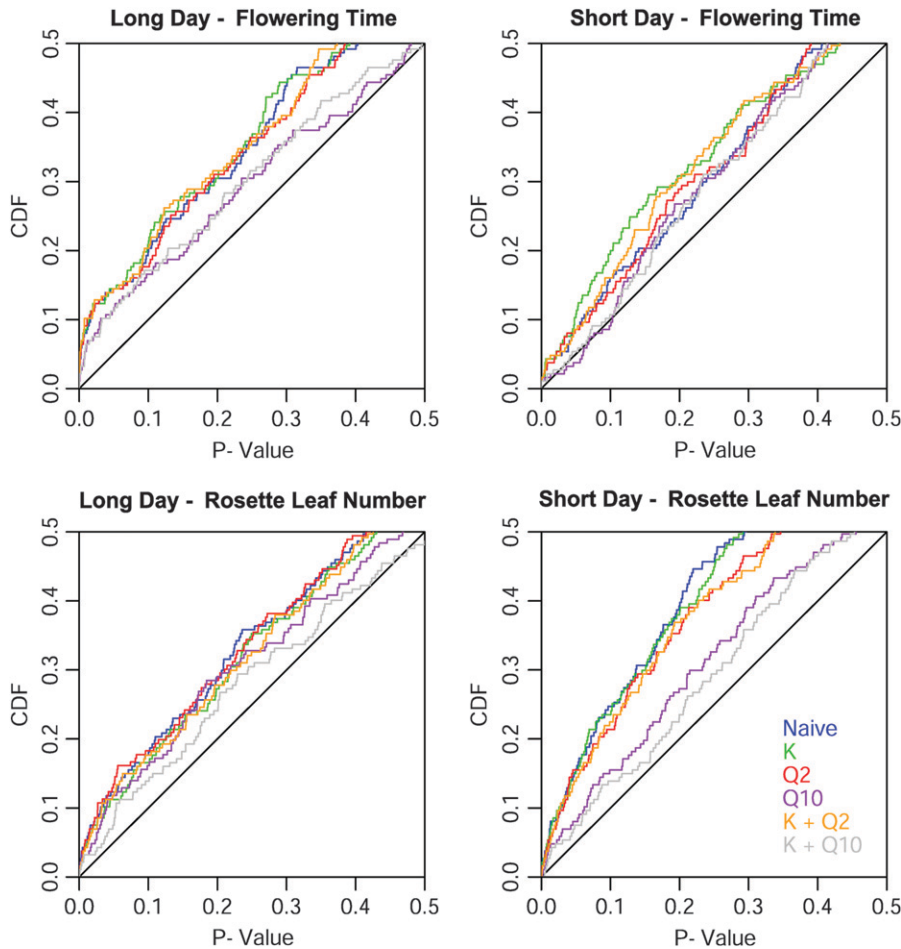 Long Day - Flowering Time
CDF
0.5
0.4
0.3
0.2
0.1
0.0
0.0 0.1 0.2 0.3 0.4 0.5
P- Value
Short Day - Flowering Time
CDF
0.5
0.4
0.3
0.2
0.1
0.0
0.0 0.1 0.2 0.3 0.4 0.5
P- Value
Long Day - Rosette Leaf Number
CDF
0.5
0.4
0.3
0.2
0.1
0.0
0.0 0.1 0.2 0.3 0.4 0.5
P- Value
Short Day - Rosette Leaf Number
CDF
0.5
0.4
0.3
0.2
0.1
0.0
Naive
K
Q2
Q10
K + Q2
K + Q10
0.0 0.1 0.2 0.3 0.4 0.5
P- Value